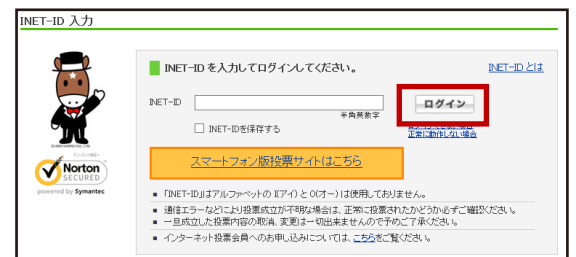 INET-ID 入力
INET-ID を入力してログインしてください。
INET-ID とは
INET-ID
ログイン
半角英数字
INET-IDを保存する
正常に動作しない場合
Norton
SECURED
powered by Symantec
スマートフォン版投票サイトはこちら
■ 「INET-ID」はアルファベットの I(アイ) と O(オー) は使用しておりません。
■ 通信エラーなどにより投票成立が不明な場合は、正常に投票されたかどうか必ずご確認ください。
■ 一旦成立した投票内容の取消、変更は一切出来ませんので予めご了承ください。
■ インターネット投票会員へのお申し込みについては、こちらをご覧ください。